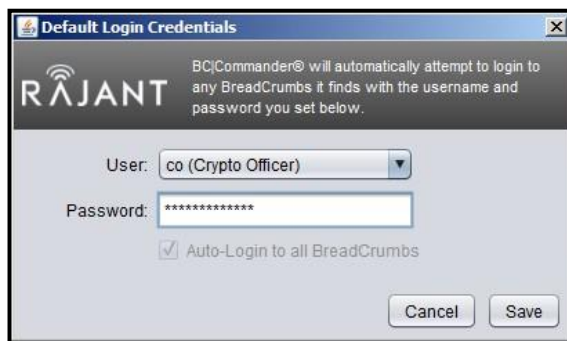 Default Login Credentials
RAJANT
BC|Commander® will automatically attempt to login to
any BreadCrumbs it finds with the username and
password you set below.
User: co (Crypto Officer)
Password: *************
Auto-Login to all BreadCrumbs
Cancel Save